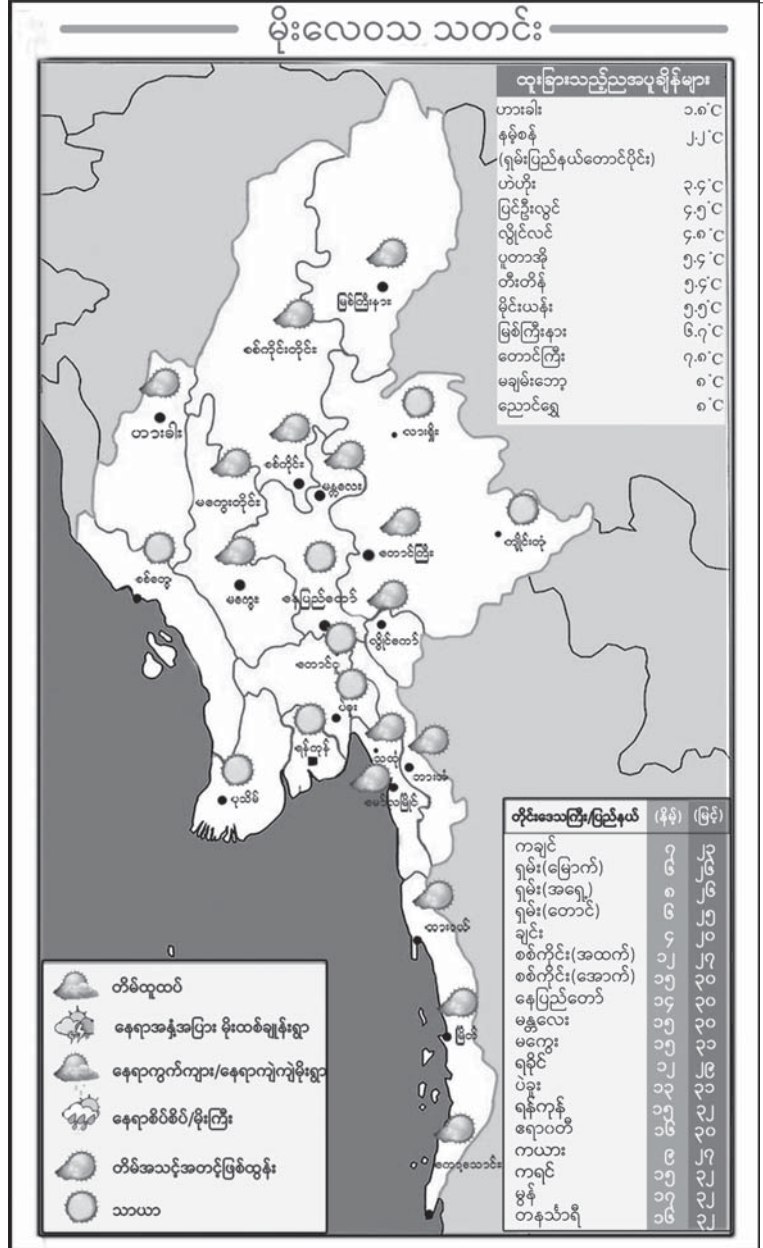 မိုးလေဝသ သတင်း
ထူးခြားသည့်ညအပူချိန်များ
ဟားခါး ၁.၈°C
နမ့်စန် ၂.၂°C
(ရှမ်းပြည်နယ်တောင်ပိုင်း)
ဟဲဟိုး ၃.၄°C
ပြင်ဦးလွင် ၄.၅°C
လွိုင်လင် ၄.၈°C
ပူတာအို ၅.၄°C
တီးတိန် ၅.၄°C
မိုင်းယန်း ၅.၅°C
မြစ်ကြီးနား ၆.၇°C
တောင်ကြီး ၇.၈°C
မချမ်းဘော့ ၈°C
ညောင်ရွှေ ၈°C
မြစ်ကြီးနား
စစ်ကိုင်းတိုင်း
ဟားခါး
လားရှိုး
စစ်ကိုင်း
မန္တလေး
မကွေးတိုင်း
ကျိုင်းတုံ
တောင်ကြီး
စစ်တွေ
မကွေး
နေပြည်တော်
လွိုင်ကော်
တောင်ငူ
ပဲခူး
ရန်ကုန်
သထုံ
ဘားအံ
ပုသိမ်
မော်လမြိုင်
ထားဝယ်
မြိတ်
ကော့သောင်း
တိုင်းဒေသကြီး/ပြည်နယ် (နိမ့်) (မြင့်)
ကချင် ၇ ၂၃
ရှမ်း(မြောက်) ၆ ၂၆
ရှမ်း(အရှေ့) ၈ ၂၆
ရှမ်း(တောင်) ၆ ၂၅
ချင်း ၄ ၂၀
စစ်ကိုင်း(အထက်) ၁၂ ၂၇
စစ်ကိုင်း(အောက်) ၁၅ ၃၀
နေပြည်တော် ၁၄ ၃၀
မန္တလေး ၁၅ ၃၀
မကွေး ၁၅ ၃၁
ရခိုင် ၁၂ ၂၉
ပဲခူး ၁၃ ၃၁
ရန်ကုန် ၁၅ ၃၂
ဧရာဝတီ ၁၆ ၃၀
ကယား ၉ ၂၇
ကရင် ၁၅ ၃၂
မွန် ၁၇ ၃၂
တနင်္သာရီ ၁၆ ၃၂
တိမ်ထူထပ်
နေရာအနှံ့အပြား မိုးထစ်ချုန်းရွာ
နေရာကွက်ကျား/နေရာကျဲကျဲမိုးရွာ
နေရာစိပ်စိပ်/မိုးကြီး
တိမ်အသင့်အတင့်ဖြစ်ထွန်း
သာယာ